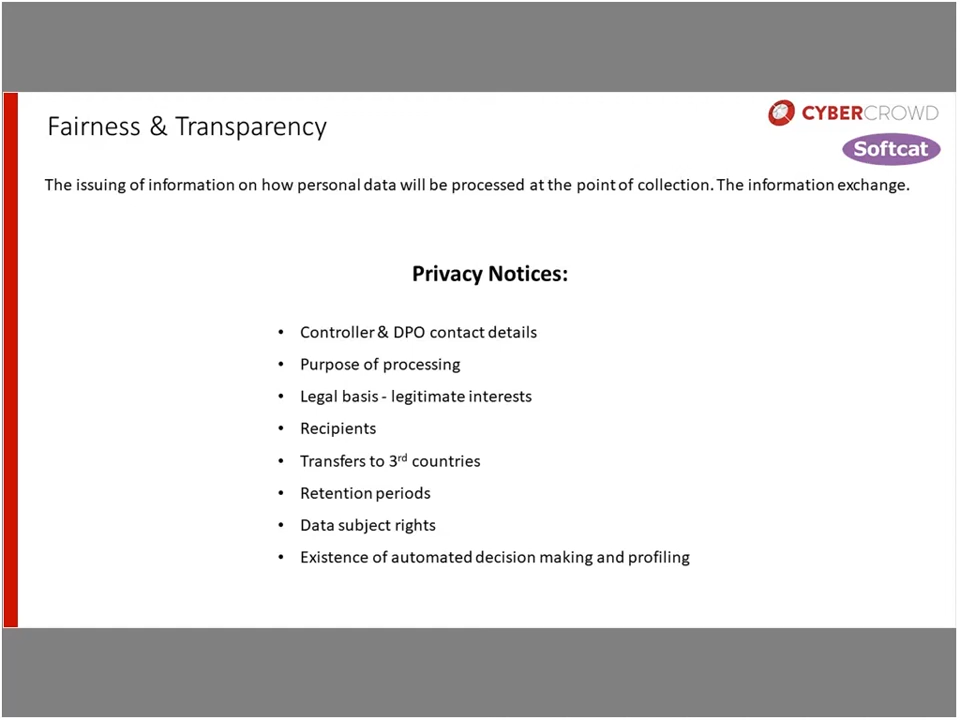 Fairness & Transparency
CYBERCROWD
Softcat
The issuing of information on how personal data will be processed at the point of collection. The information exchange.
Privacy Notices:
• Controller & DPO contact details
• Purpose of processing
• Legal basis - legitimate interests
• Recipients
• Transfers to 3rd countries
• Retention periods
• Data subject rights
• Existence of automated decision making and profiling